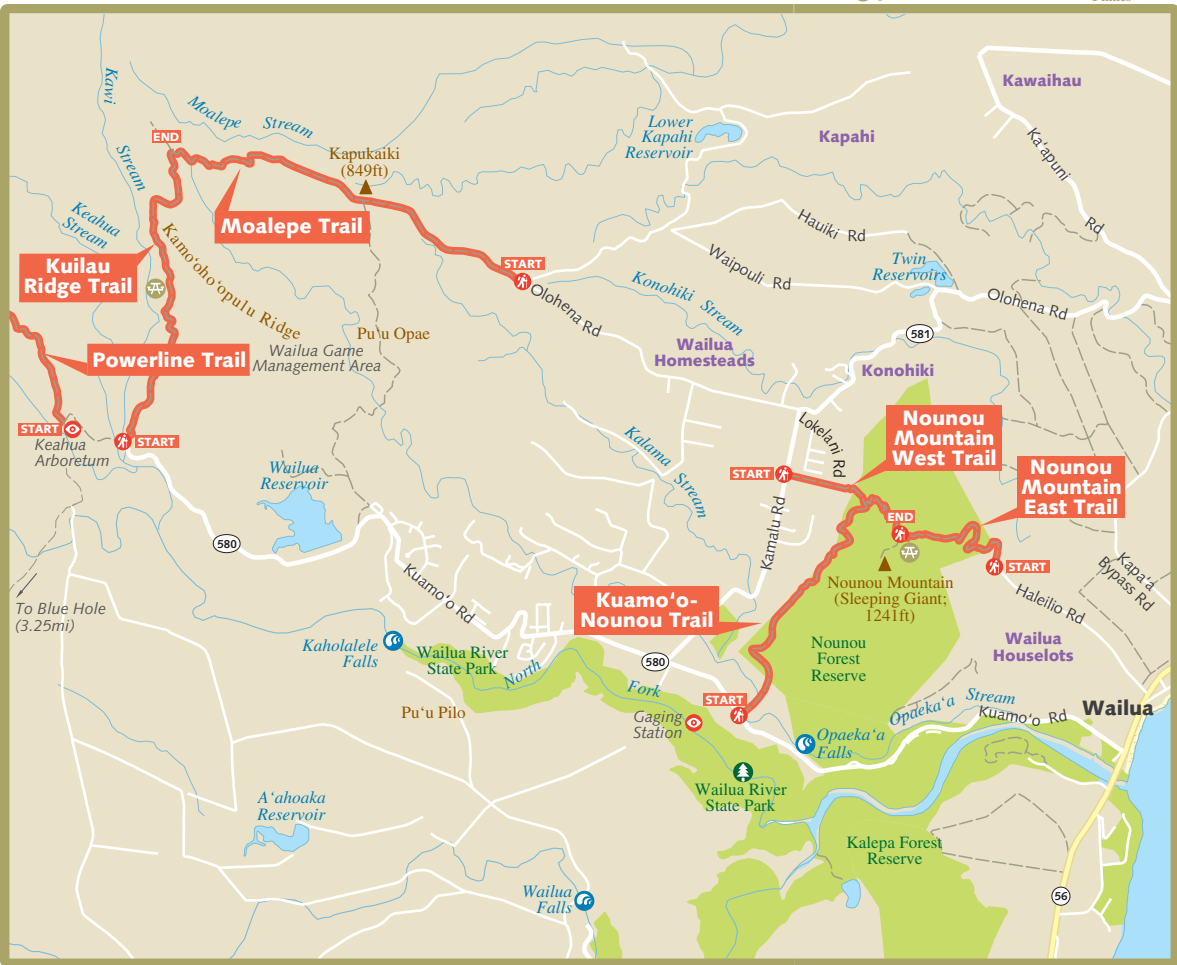 Kawi
Stream
Moalepe Stream
END
Kapukaiki
(849ft)
Lower
Kapahi
Reservoir
Kapahi
Kawaihau
Ka‘apuni
Rd
Keahua
Stream
Moalepe Trail
Kuilau
Ridge Trail
Kamo‘oho‘opulu Ridge
START
Olohena Rd
Hauiki Rd
Waipouli Rd
Twin
Reservoirs
Olohena Rd
Konohiki Stream
581
Powerline Trail
Pu‘u Opae
Wailua Game
Management Area
Wailua
Homesteads
Konohiki
START
Keahua
Arboretum
START
Wailua
Reservoir
Kalama
Stream
Lokelani Rd
Nounou
Mountain
West Trail
START
Nounou
Mountain
East Trail
Kamalu Rd
END
START
580
Kuamo‘o Rd
Nounou Mountain
(Sleeping Giant;
1241ft)
Haleilio Rd
Kapa‘a
Bypass Rd
To Blue Hole
(3.25mi)
Kuamo‘o-
Nounou Trail
Kaholalele
Falls
Wailua River
State Park
North
Fork
580
Nounou
Forest
Reserve
Wailua
Houselots
Pu‘u Pilo
Gaging
Station
START
Opaeka‘a
Falls
Opaeka‘a Stream
Kuamo‘o Rd
Wailua
Wailua River
State Park
A‘ahoaka
Reservoir
Kalepa Forest
Reserve
Wailua
Falls
56